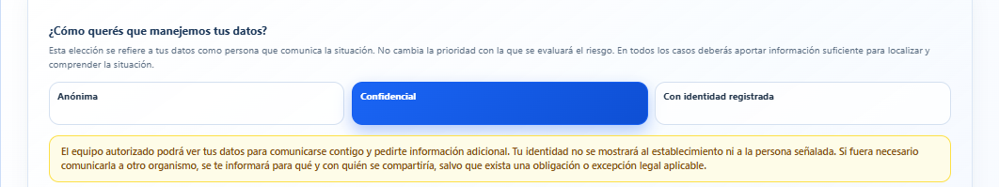 ¿Cómo querés que manejemos tus datos?
Esta elección se refiere a tus datos como persona que comunica la situación. No cambia la prioridad con la que se evaluará el riesgo. En todos los casos deberás aportar información suficiente para localizar y
comprender la situación.
Anónima
Confidencial
Con identidad registrada
El equipo autorizado podrá ver tus datos para comunicarse contigo y pedirte información adicional. Tu identidad no se mostrará al establecimiento ni a la persona señalada. Si fuera necesario
comunicarla a otro organismo, se te informará para qué y con quién se compartiría, salvo que exista una obligación o excepción legal aplicable.